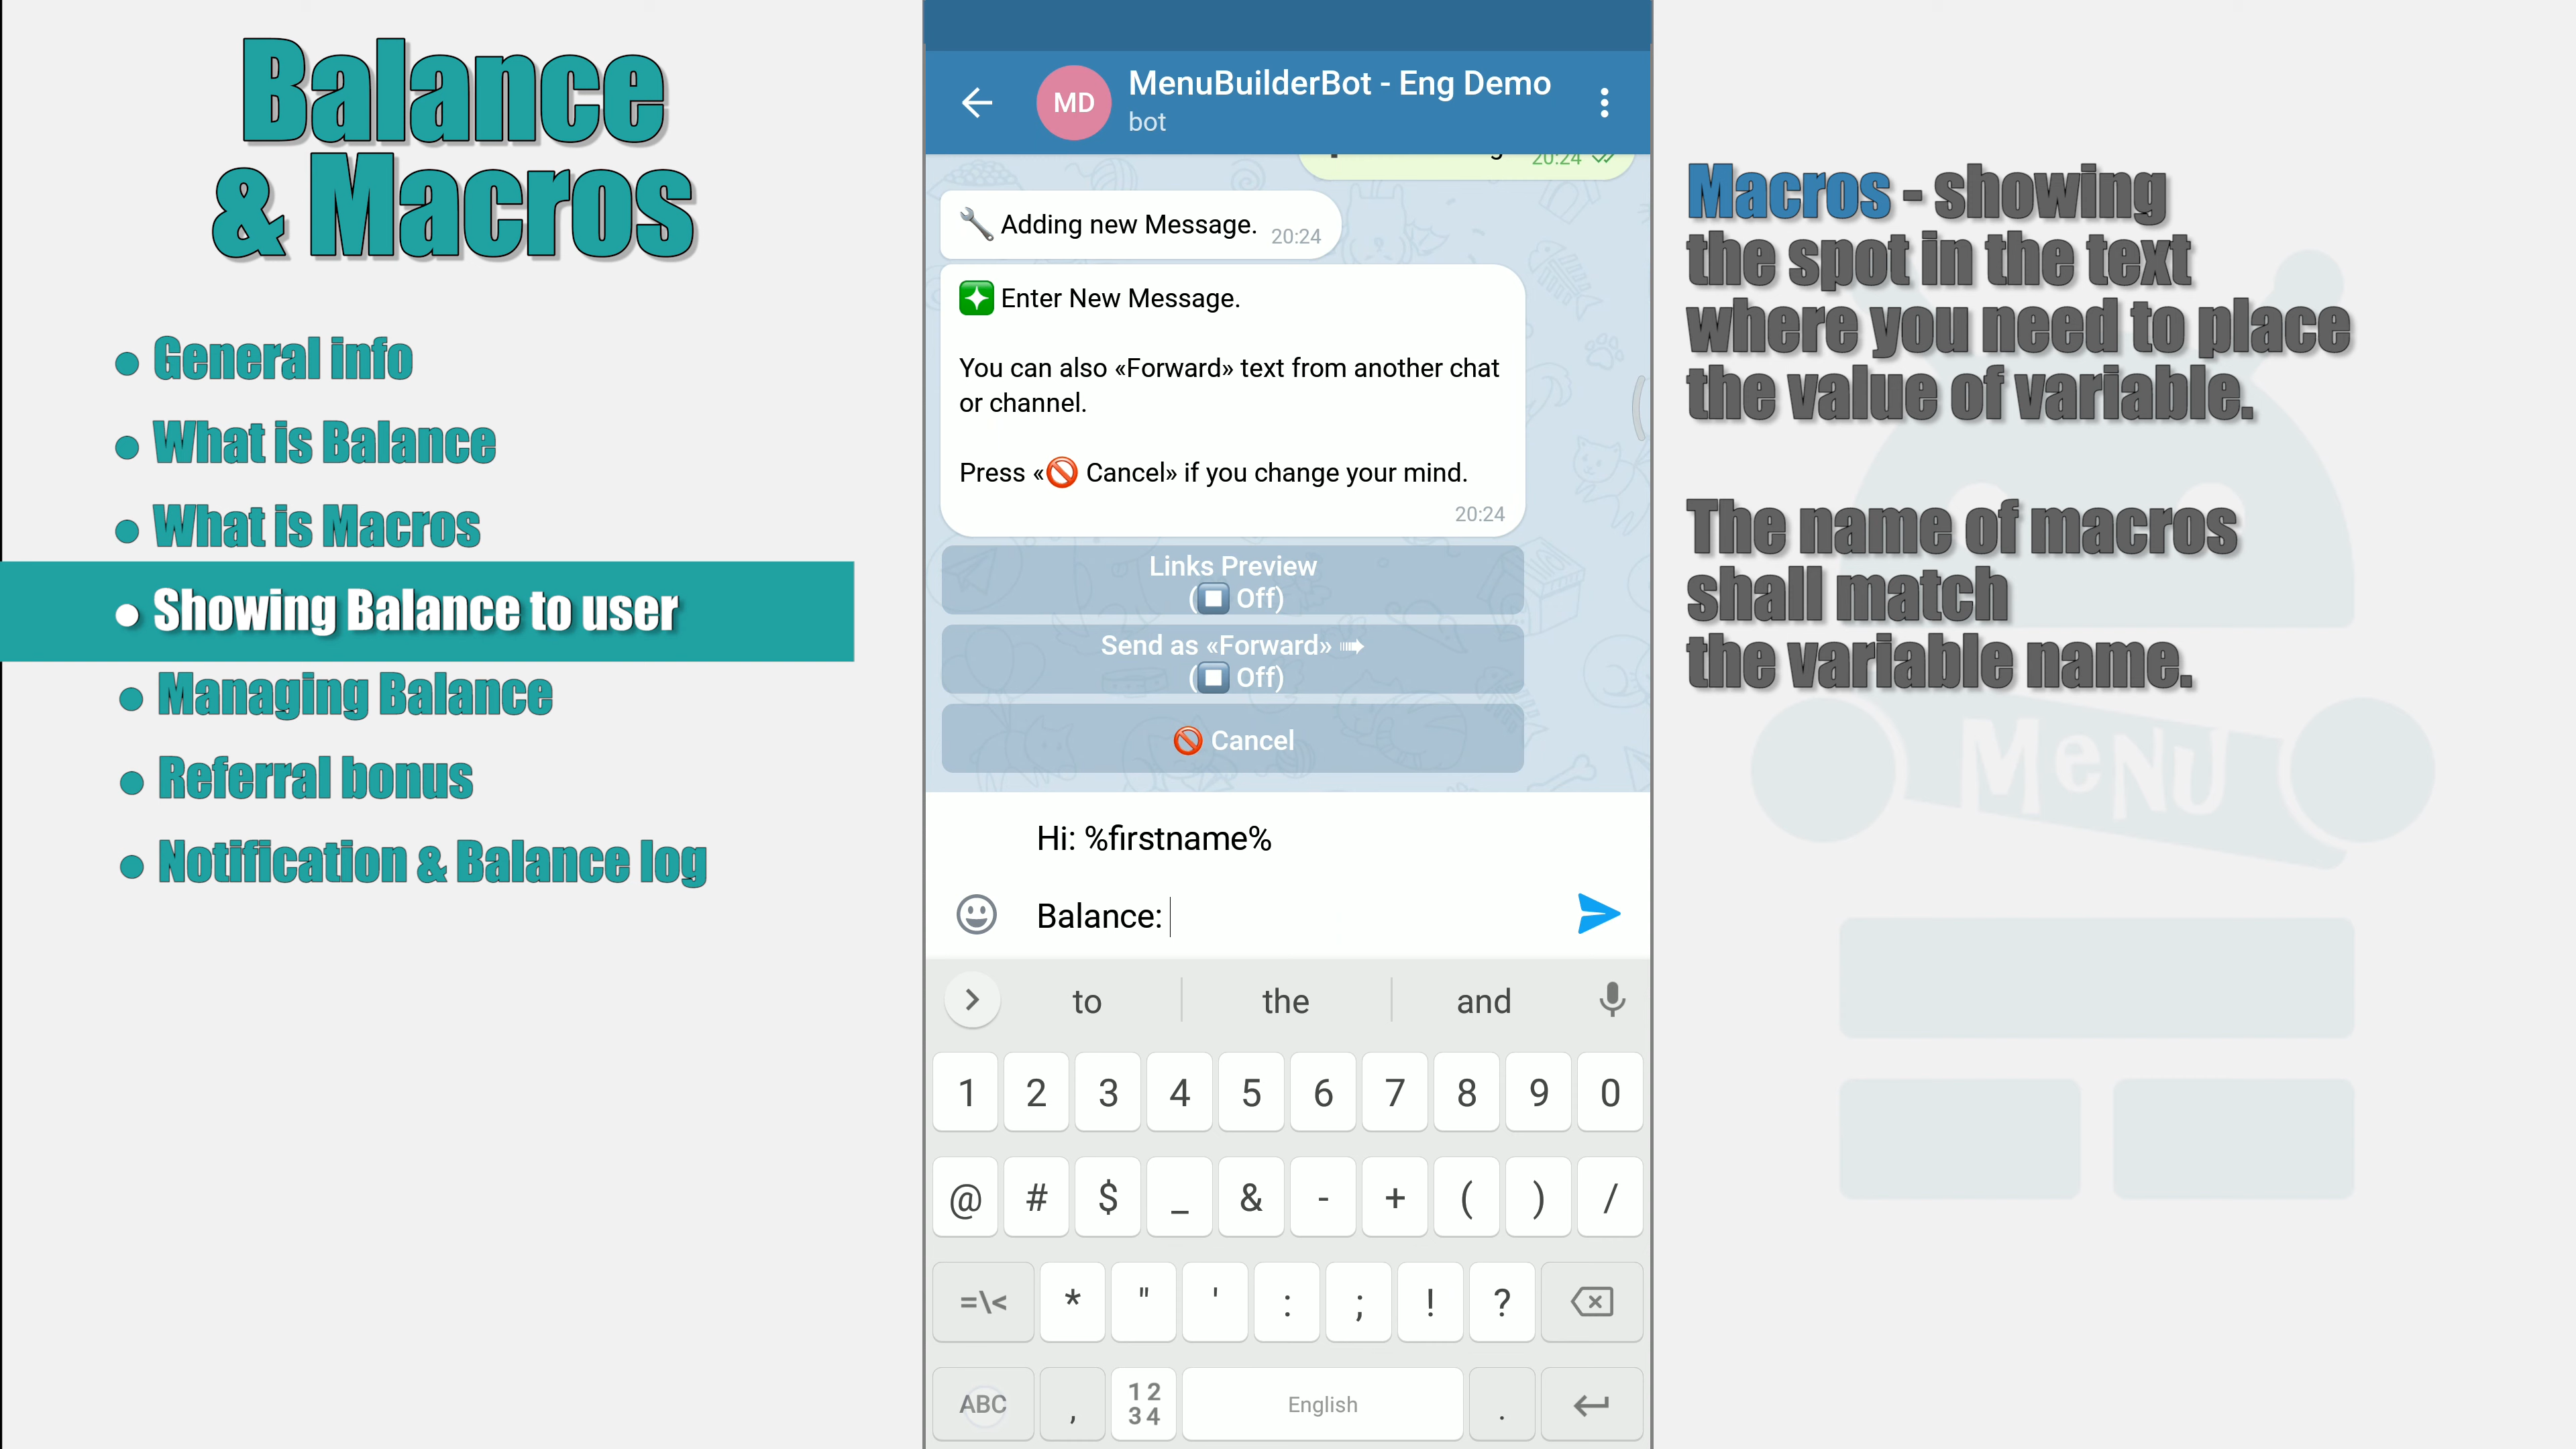 Balance
& Macros
• General info
• What is Balance
• What is Macros
• Showing Balance to user
• Managing Balance
• Referral bonus
• Notification & Balance log
MD
MenuBuilderBot - Eng Demo
bot
20:24
🔧 Adding new Message. 20:24
Enter New Message.
You can also «Forward» text from another chat
or channel.
Press «🚫 Cancel» if you change your mind.
20:24
Links Preview
(⏹ Off)
Send as «Forward» ➠
(⏹ Off)
🚫 Cancel
Hi: %firstname%
Balance:
to the and
1 2 3 4 5 6 7 8 9 0
@ # $ _ & - + ( ) /
=\< * " ' : ; ! ?
ABC , 12 34 English .
Macros - showing
the spot in the text
where you need to place
the value of variable.
The name of macros
shall match
the variable name.
MeNU